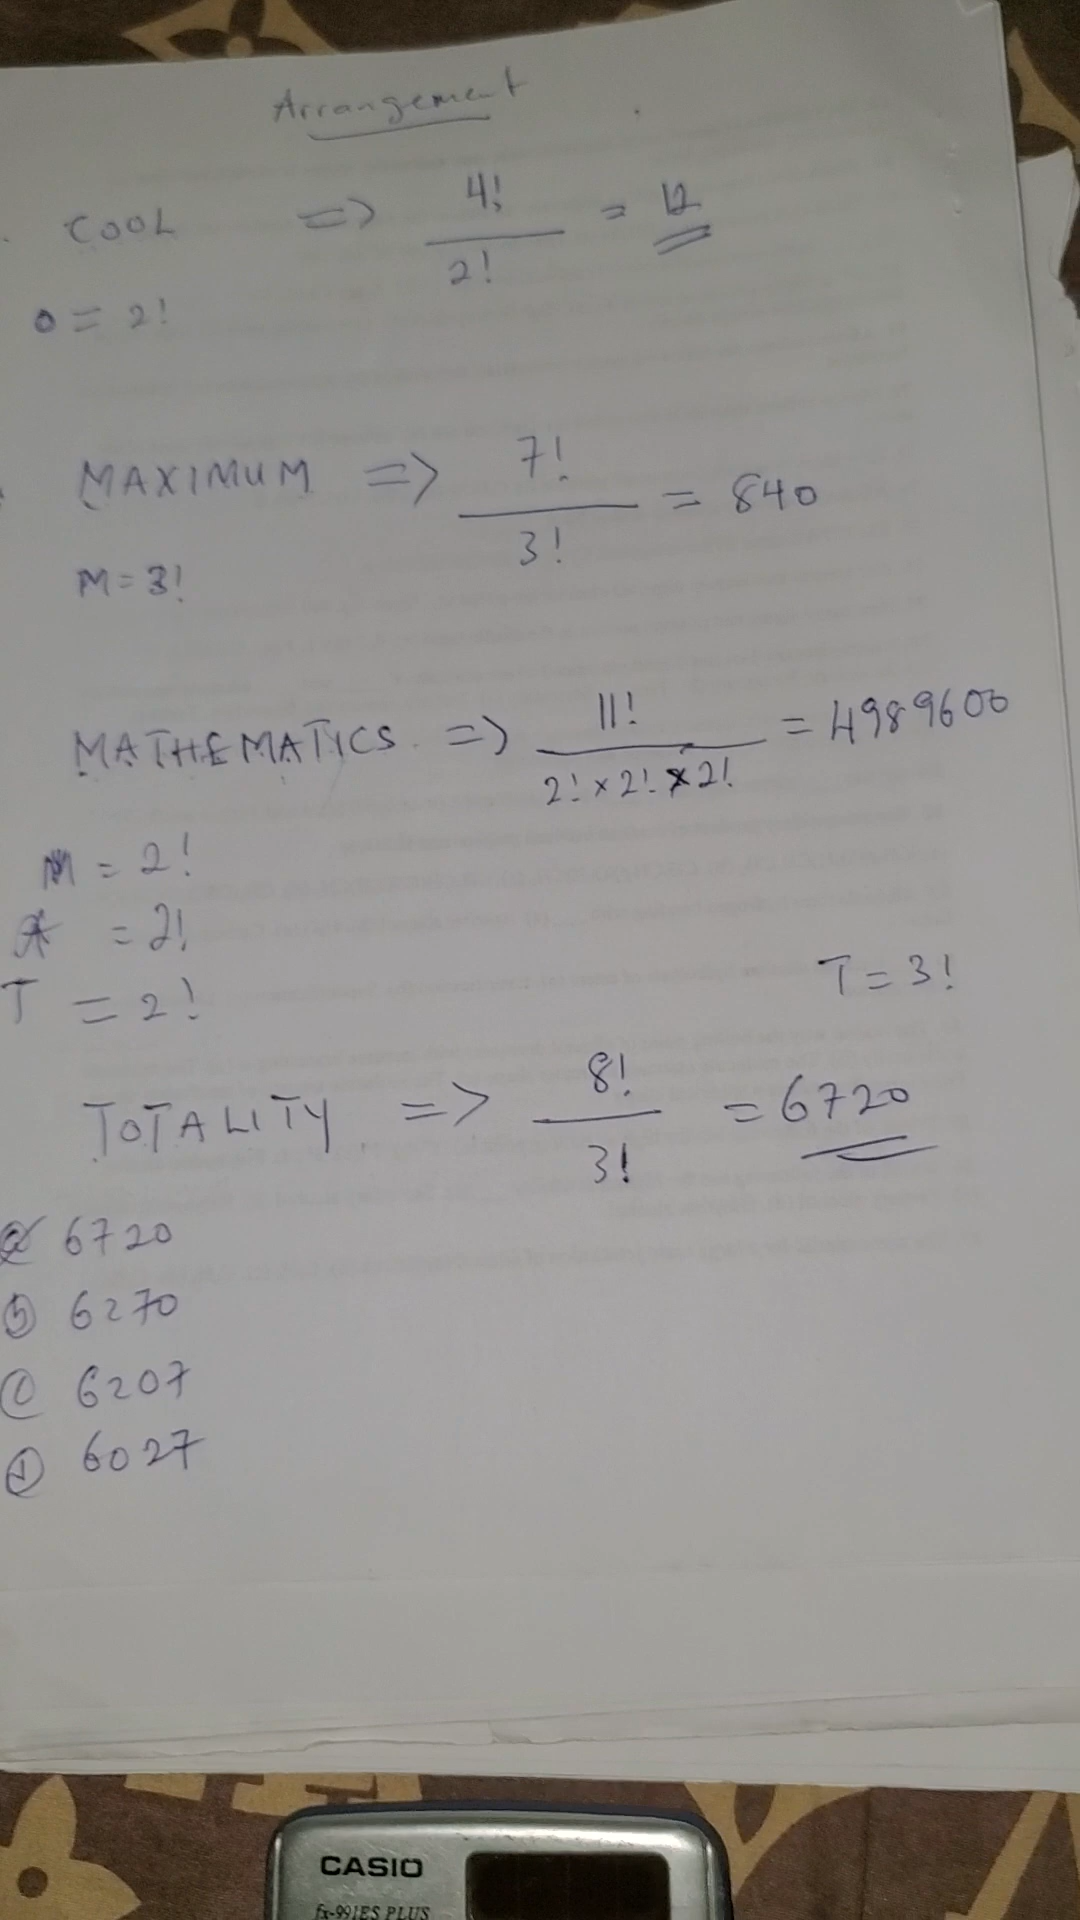 Arrangement
COOL => 4!/2! = 12
O = 2!
MAXIMUM => 7!/3! = 840
M = 3!
MATHEMATICS => 11!/2! x 2! x 2! = 4989600
M = 2!
A = 2!
T = 2!
T = 3!
TOTALITY => 8!/3! = 6720
a 6720
b 6270
c 6207
d 6027
CASIO
fx-991ES PLUS